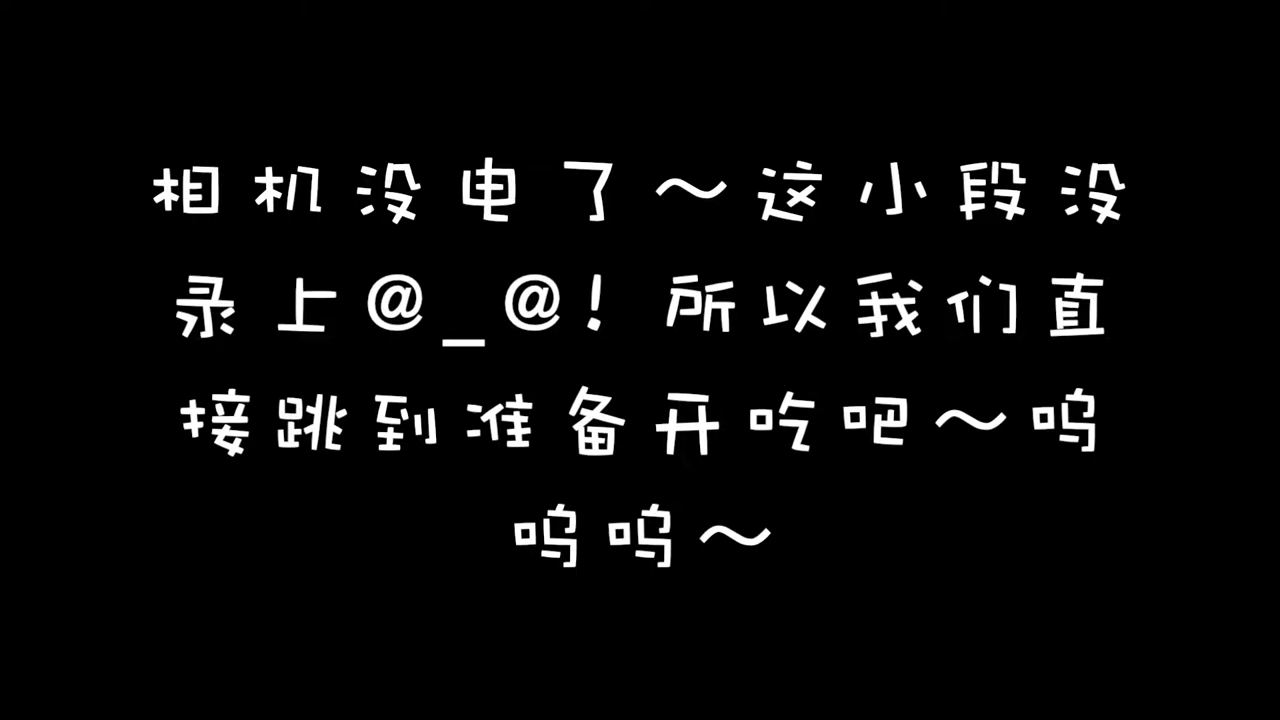 相机没电了～这小段没
录上@_@！所以我们直
接跳到准备开吃吧～呜
呜呜～